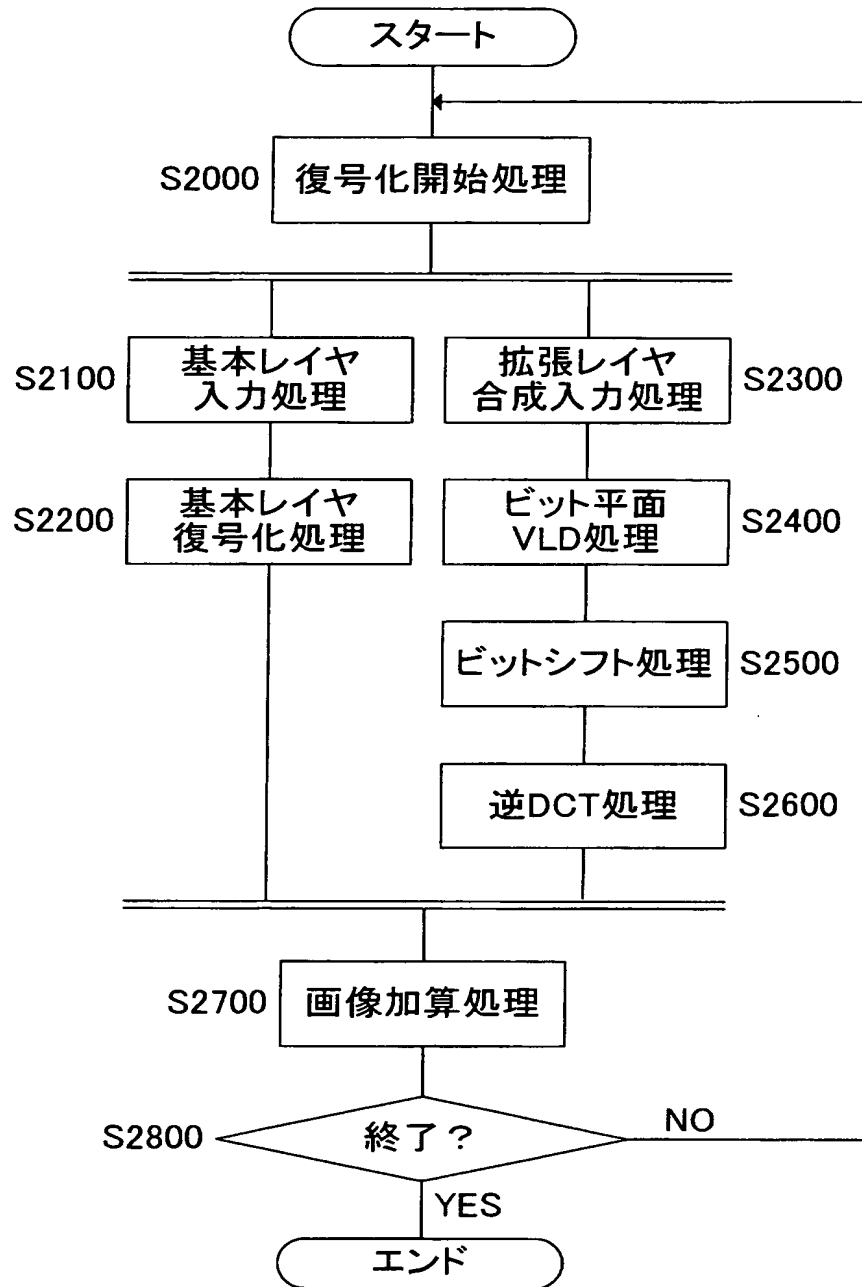 スタート
S2000
復号化開始処理
S2100
基本レイヤ
入力処理
拡張レイヤ
合成入力処理
S2300
S2200
基本レイヤ
復号化処理
ビット平面
VLD処理
S2400
ビットシフト処理
S2500
逆DCT処理
S2600
S2700
画像加算処理
S2800
終了？
NO
YES
エンド